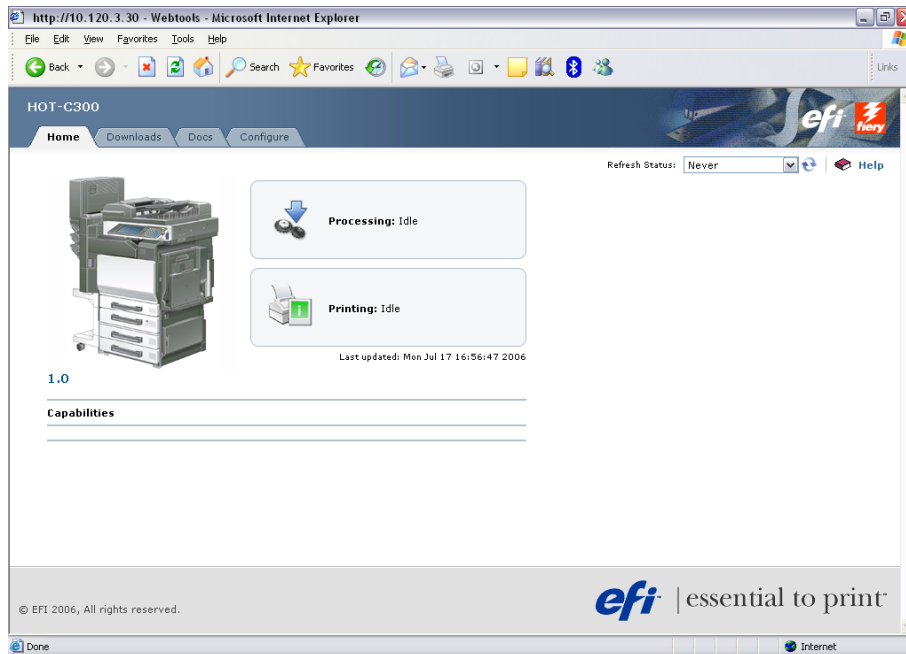 http://10.120.3.30 - Webtools - Microsoft Internet Explorer
File Edit View Favorites Tools Help
Back Search Favorites Links
HOT-C300
efi fiery
Home Downloads Docs Configure
Refresh Status: Never Help
Processing: Idle
Printing: Idle
Last updated: Mon Jul 17 16:56:47 2006
1.0
Capabilities
© EFI 2006, All rights reserved.
efi essential to print
Done Internet